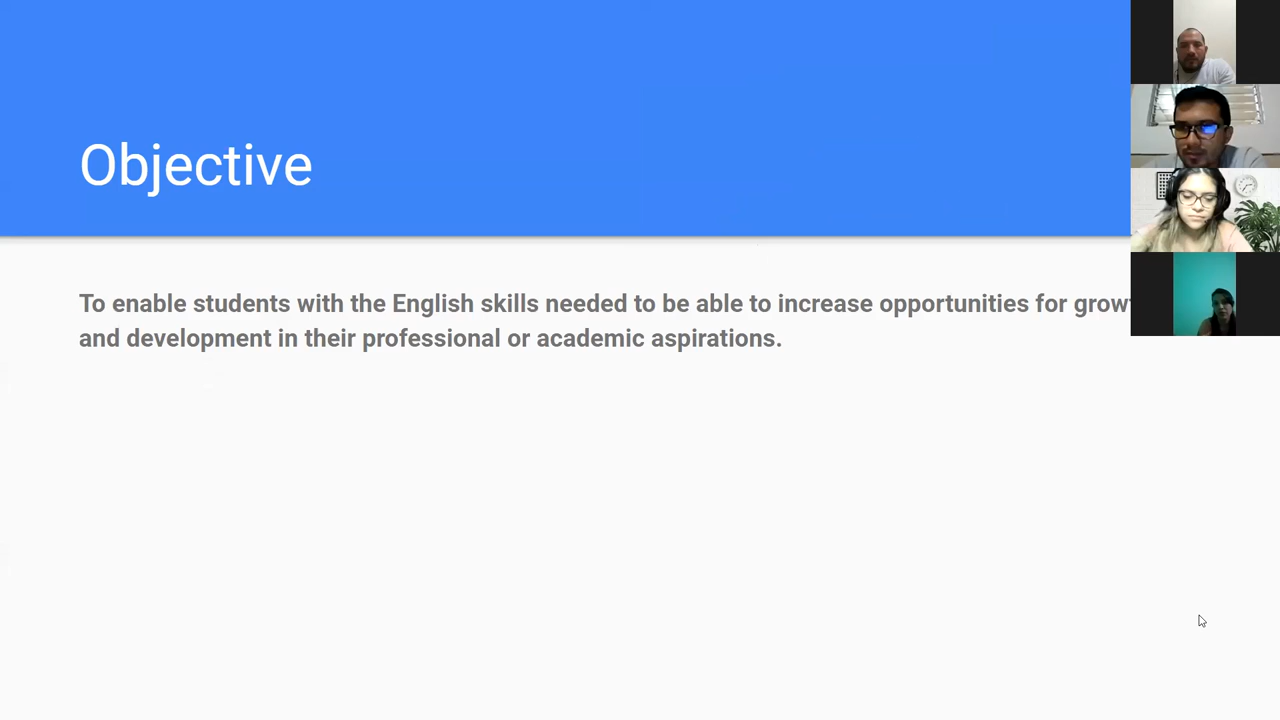 Objective
To enable students with the English skills needed to be able to increase opportunities for
and development in their professional or academic aspirations.